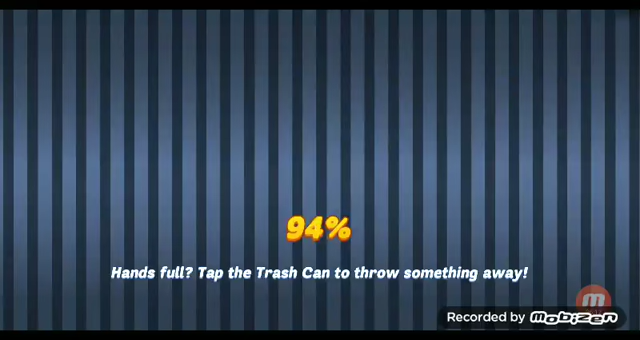 94%
Hands full? Tap the Trash Can to throw something away!
Recorded by mobizen